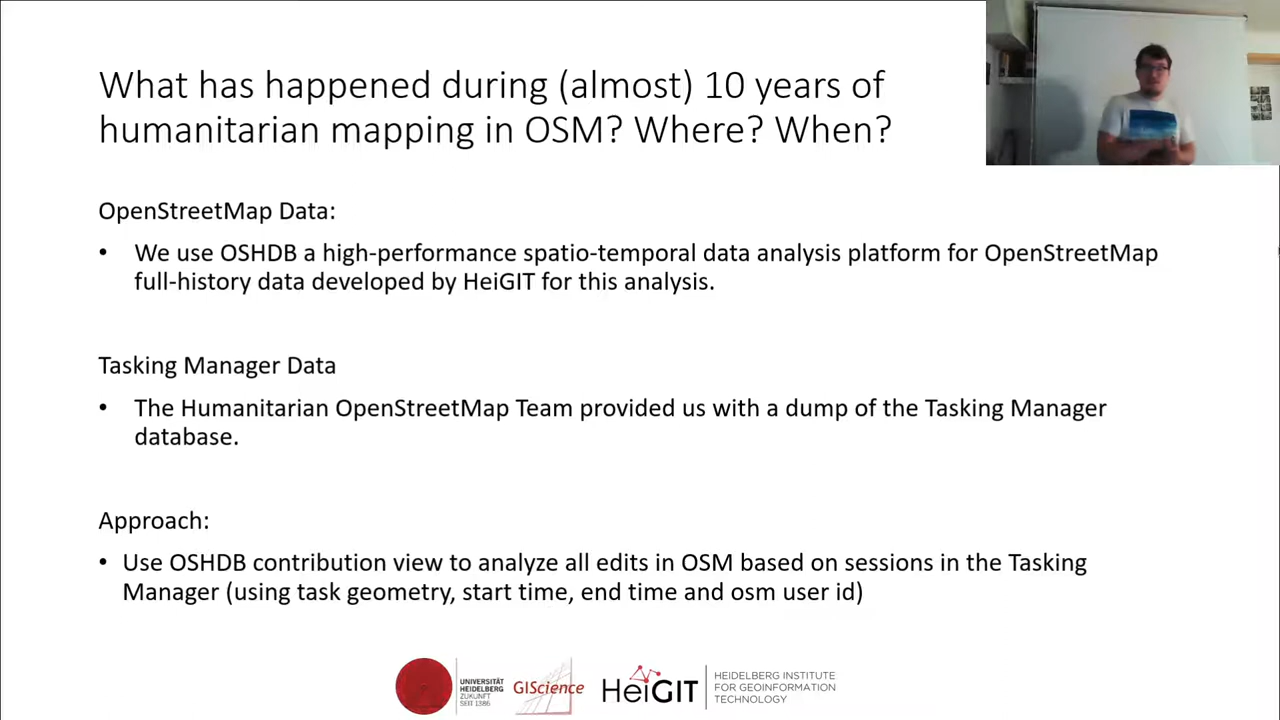 What has happened during (almost) 10 years of
humanitarian mapping in OSM? Where? When?
OpenStreetMap Data:
• We use OSHDB a high-performance spatio-temporal data analysis platform for OpenStreetMap
full-history data developed by HeiGIT for this analysis.
Tasking Manager Data
• The Humanitarian OpenStreetMap Team provided us with a dump of the Tasking Manager
database.
Approach:
• Use OSHDB contribution view to analyze all edits in OSM based on sessions in the Tasking
Manager (using task geometry, start time, end time and osm user id)
UNIVERSITÄT
HEIDELBERG
ZUKUNFT
SEIT 1386
GIScience
HeiGIT
HEIDELBERG INSTITUTE
FOR GEOINFORMATION
TECHNOLOGY